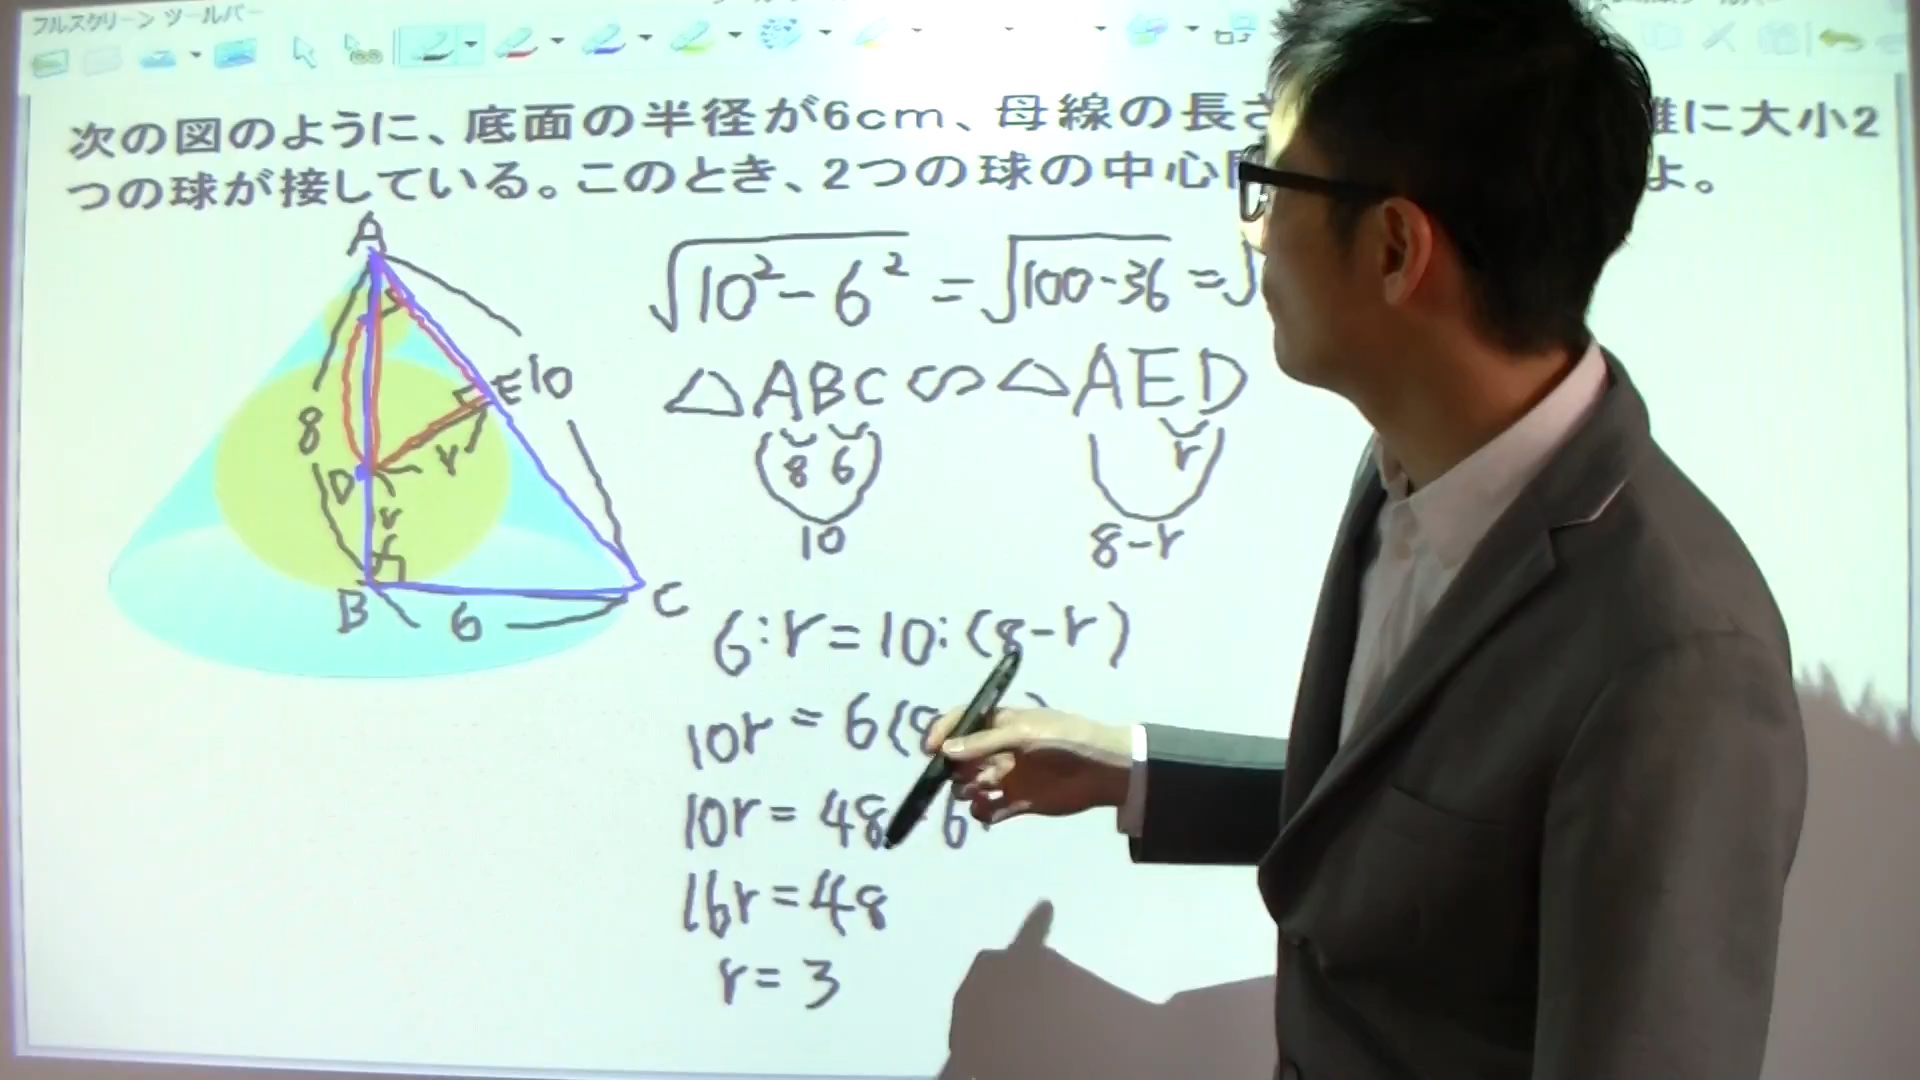 フルスクリーン ツールバー
次の図のように、底面の半径が6cm、母線の長さ 錐に大小2
つの球が接している。このとき、2つの球の中心間 よ。
A
8
10
E
D
r
r
B
6
C
√10²-6² = √100-36 = √
△ABC ∽ △AED
8 6 r
10 8-r
6:r=10:(8-r)
10r = 6(8
10r = 48-6r
16r=48
r=3